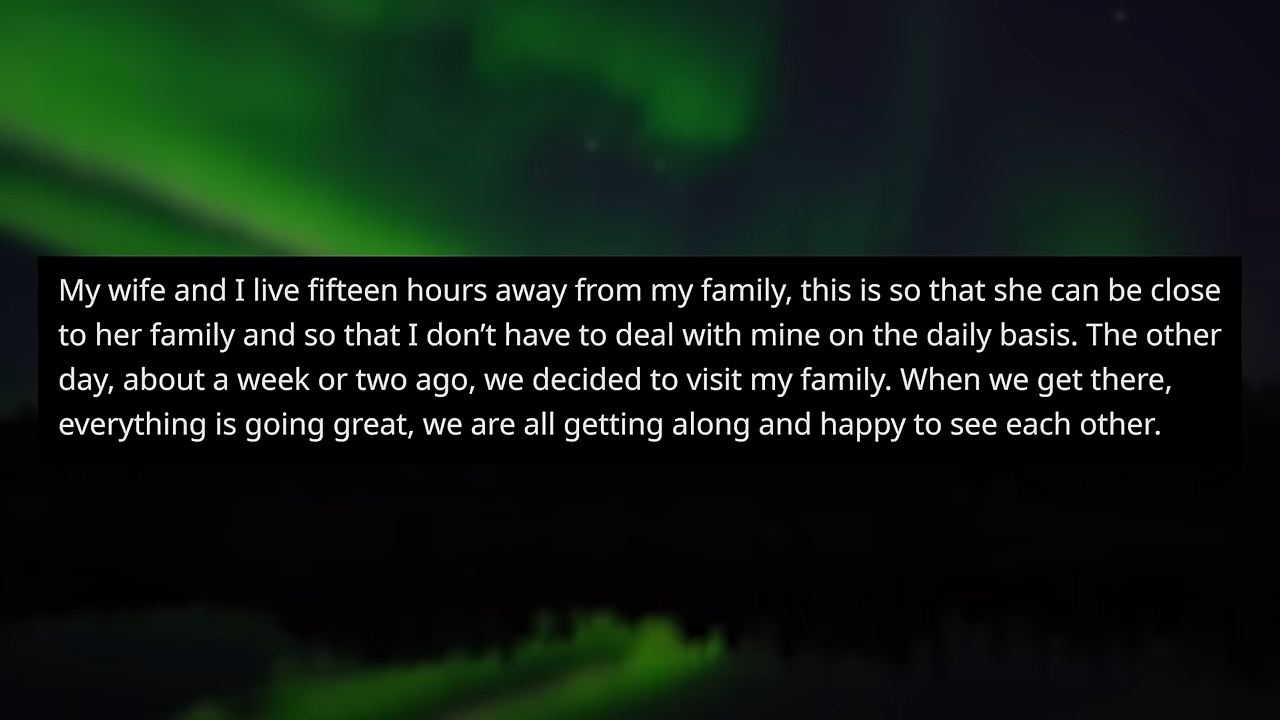 My wife and I live fifteen hours away from my family, this is so that she can be close
to her family and so that I don’t have to deal with mine on the daily basis. The other
day, about a week or two ago, we decided to visit my family. When we get there,
everything is going great, we are all getting along and happy to see each other.